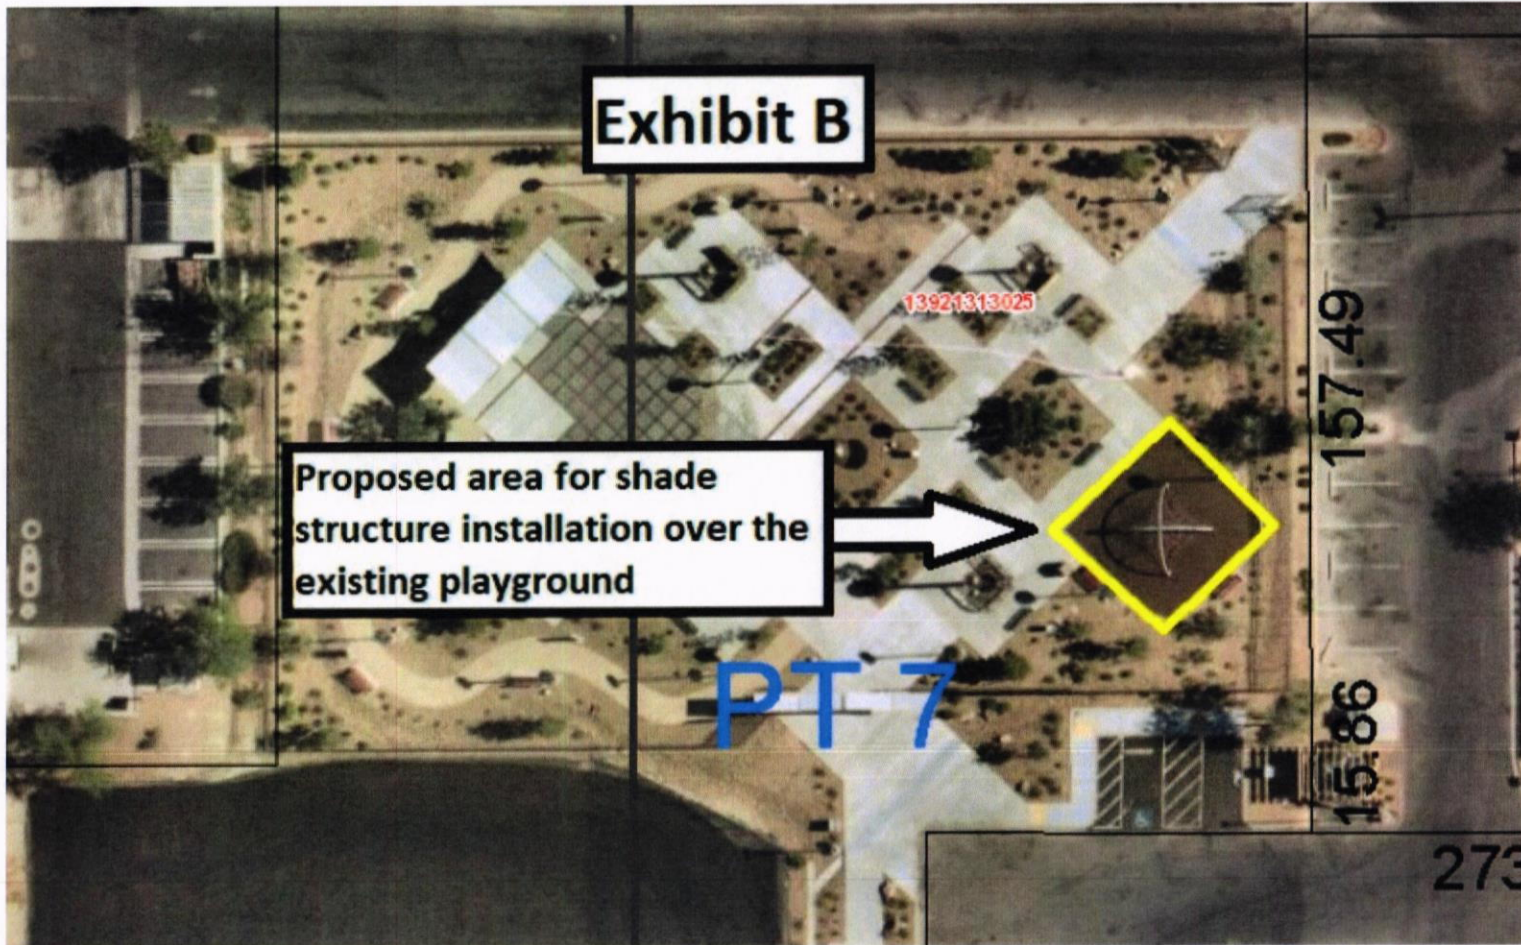 Exhibit B
13921313025
157.49
Proposed area for shade
structure installation over the
existing playground
PT 7
15.86
273